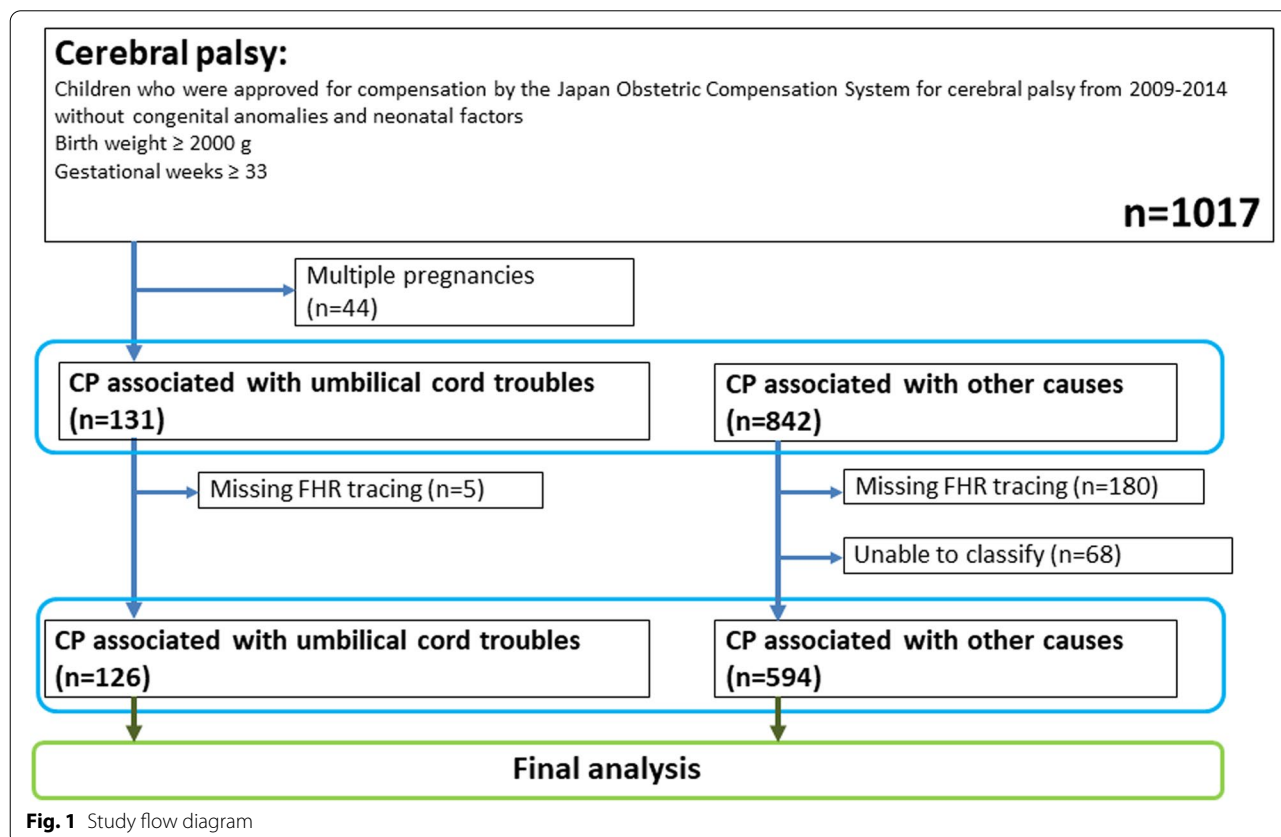 Cerebral palsy:
Children who were approved for compensation by the Japan Obstetric Compensation System for cerebral palsy from 2009-2014
without congenital anomalies and neonatal factors
Birth weight ≥ 2000 g
Gestational weeks ≥ 33
n=1017
Multiple pregnancies
(n=44)
CP associated with umbilical cord troubles
(n=131)
CP associated with other causes
(n=842)
Missing FHR tracing (n=5)
Missing FHR tracing (n=180)
Unable to classify (n=68)
CP associated with umbilical cord troubles
(n=126)
CP associated with other causes
(n=594)
Final analysis
Fig. 1 Study flow diagram